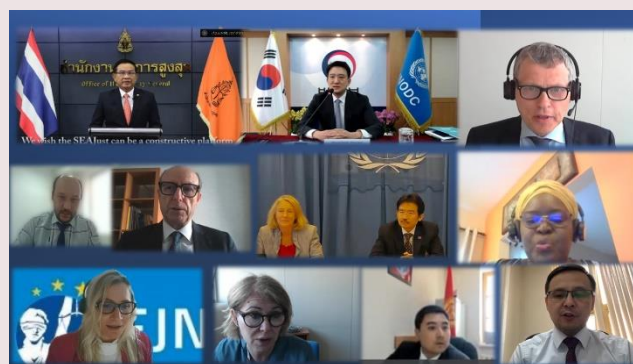 สำนักงานอัยการสูงสุด
Office of the Attorney General
We wish the SEAJust can be a constructive platform
UNODC
EJN